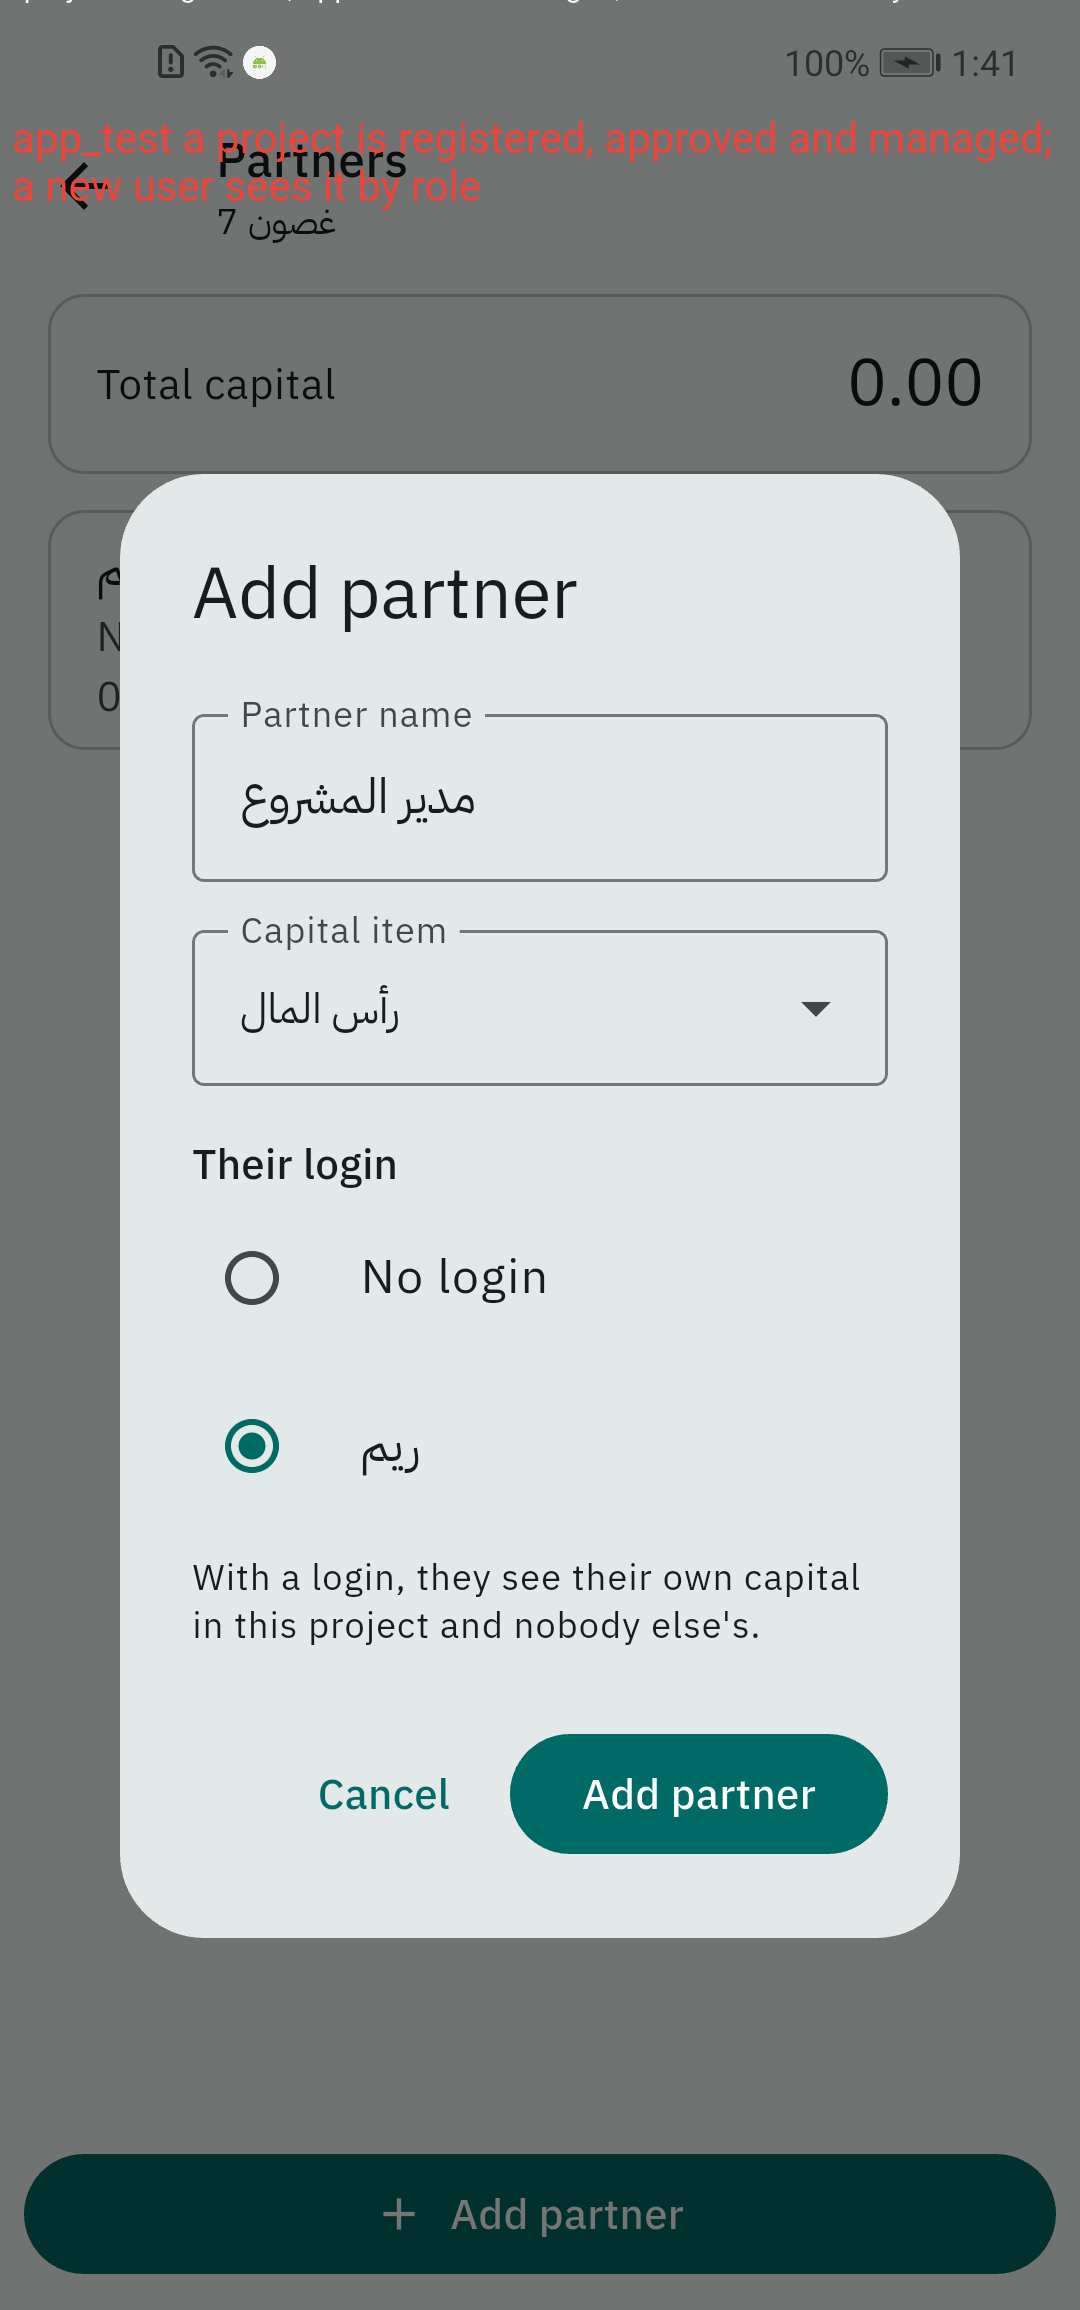 100% 1:41
app_test a project is registered, approved and managed;
a new user sees it by role
Partners
غصون 7
Total capital
0.00
Add partner
Partner name
مدير المشروع
Capital item
رأس المال
Their login
No login
ريم
With a login, they see their own capital
in this project and nobody else's.
Cancel
Add partner
+ Add partner